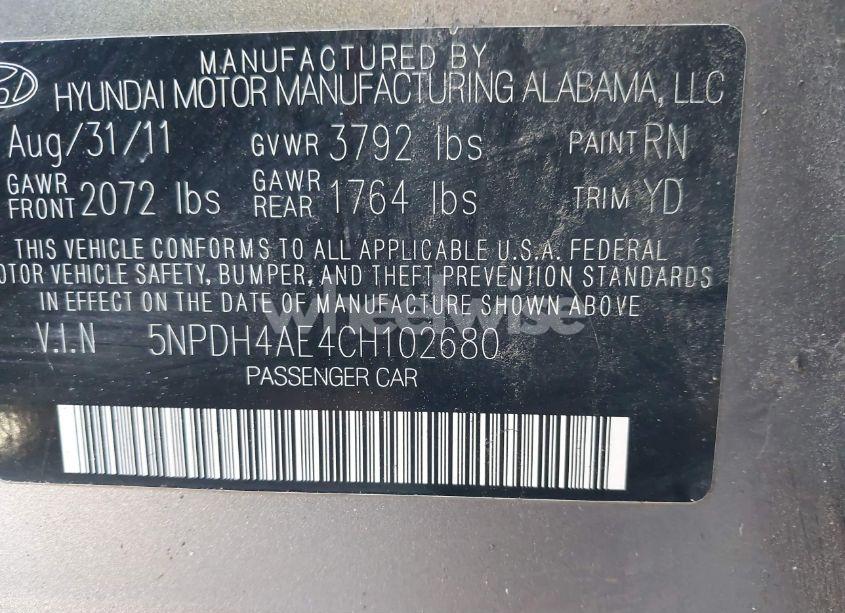 MANUFACTURED BY
HYUNDAI MOTOR MANUFACTURING ALABAMA, LLC
Aug/31/11 GVWR 3792 lbs PAINT RN
GAWR FRONT 2072 lbs GAWR REAR 1764 lbs TRIM YD
THIS VEHICLE CONFORMS TO ALL APPLICABLE U.S.A. FEDERAL
OTOR VEHICLE SAFETY, BUMPER, AND THEFT PREVENTION STANDARDS
IN EFFECT ON THE DATE OF MANUFACTURE SHOWN ABOVE
V.I.N 5NPDH4AE4CH102680
PASSENGER CAR
wheelwise